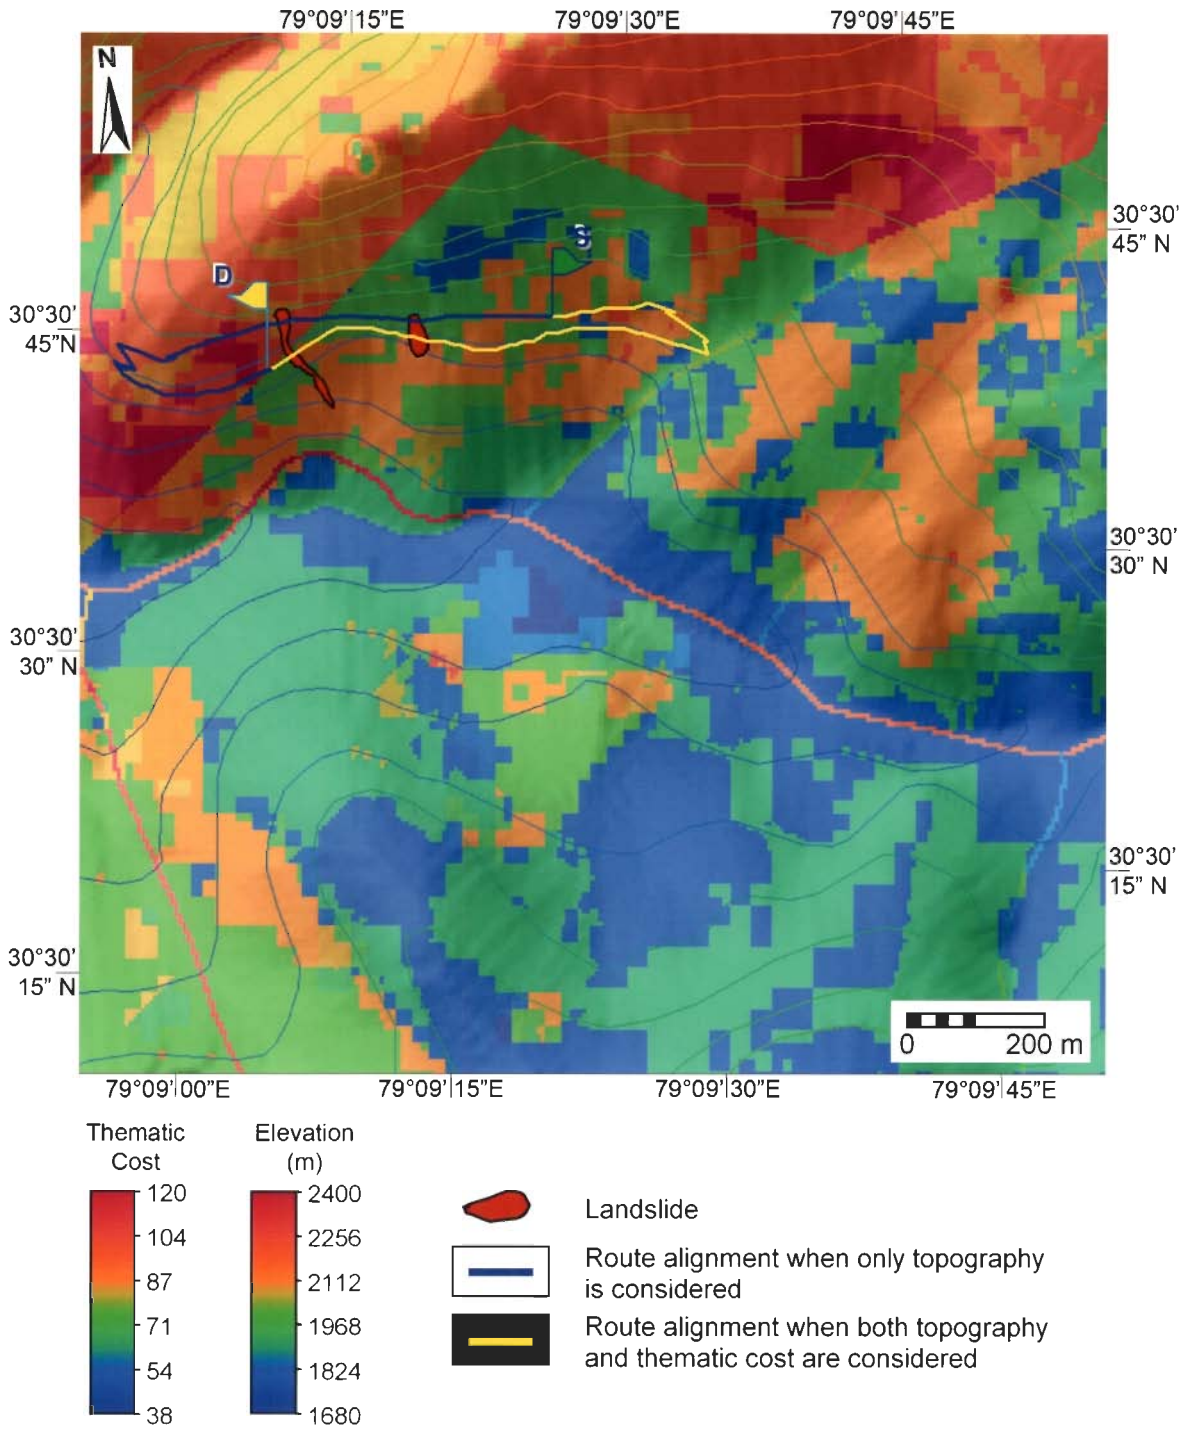 79°09'15"E 79°09'30"E 79°09'45"E
N
30°30'
45" N
S
D
30°30'
45"N
30°30'
30" N
30°30'
30" N
30°30'
15" N
30°30'
15" N
0 200 m
79°09'00"E 79°09'15"E 79°09'30"E 79°09'45"E
Thematic
Cost
120
104
87
71
54
38
Elevation
(m)
2400
2256
2112
1968
1824
1680
Landslide
Route alignment when only topography
is considered
Route alignment when both topography
and thematic cost are considered